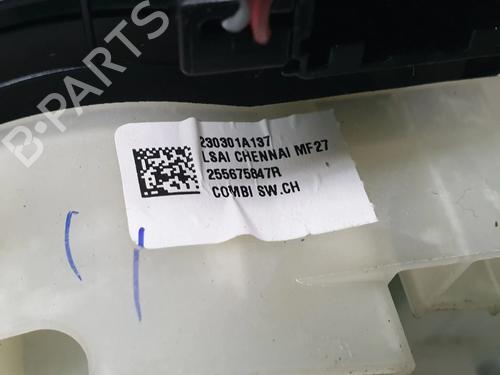 B-PARTS
230301A137
LSAI CHENNAI MF27
255675847R
COMBI SW.CH